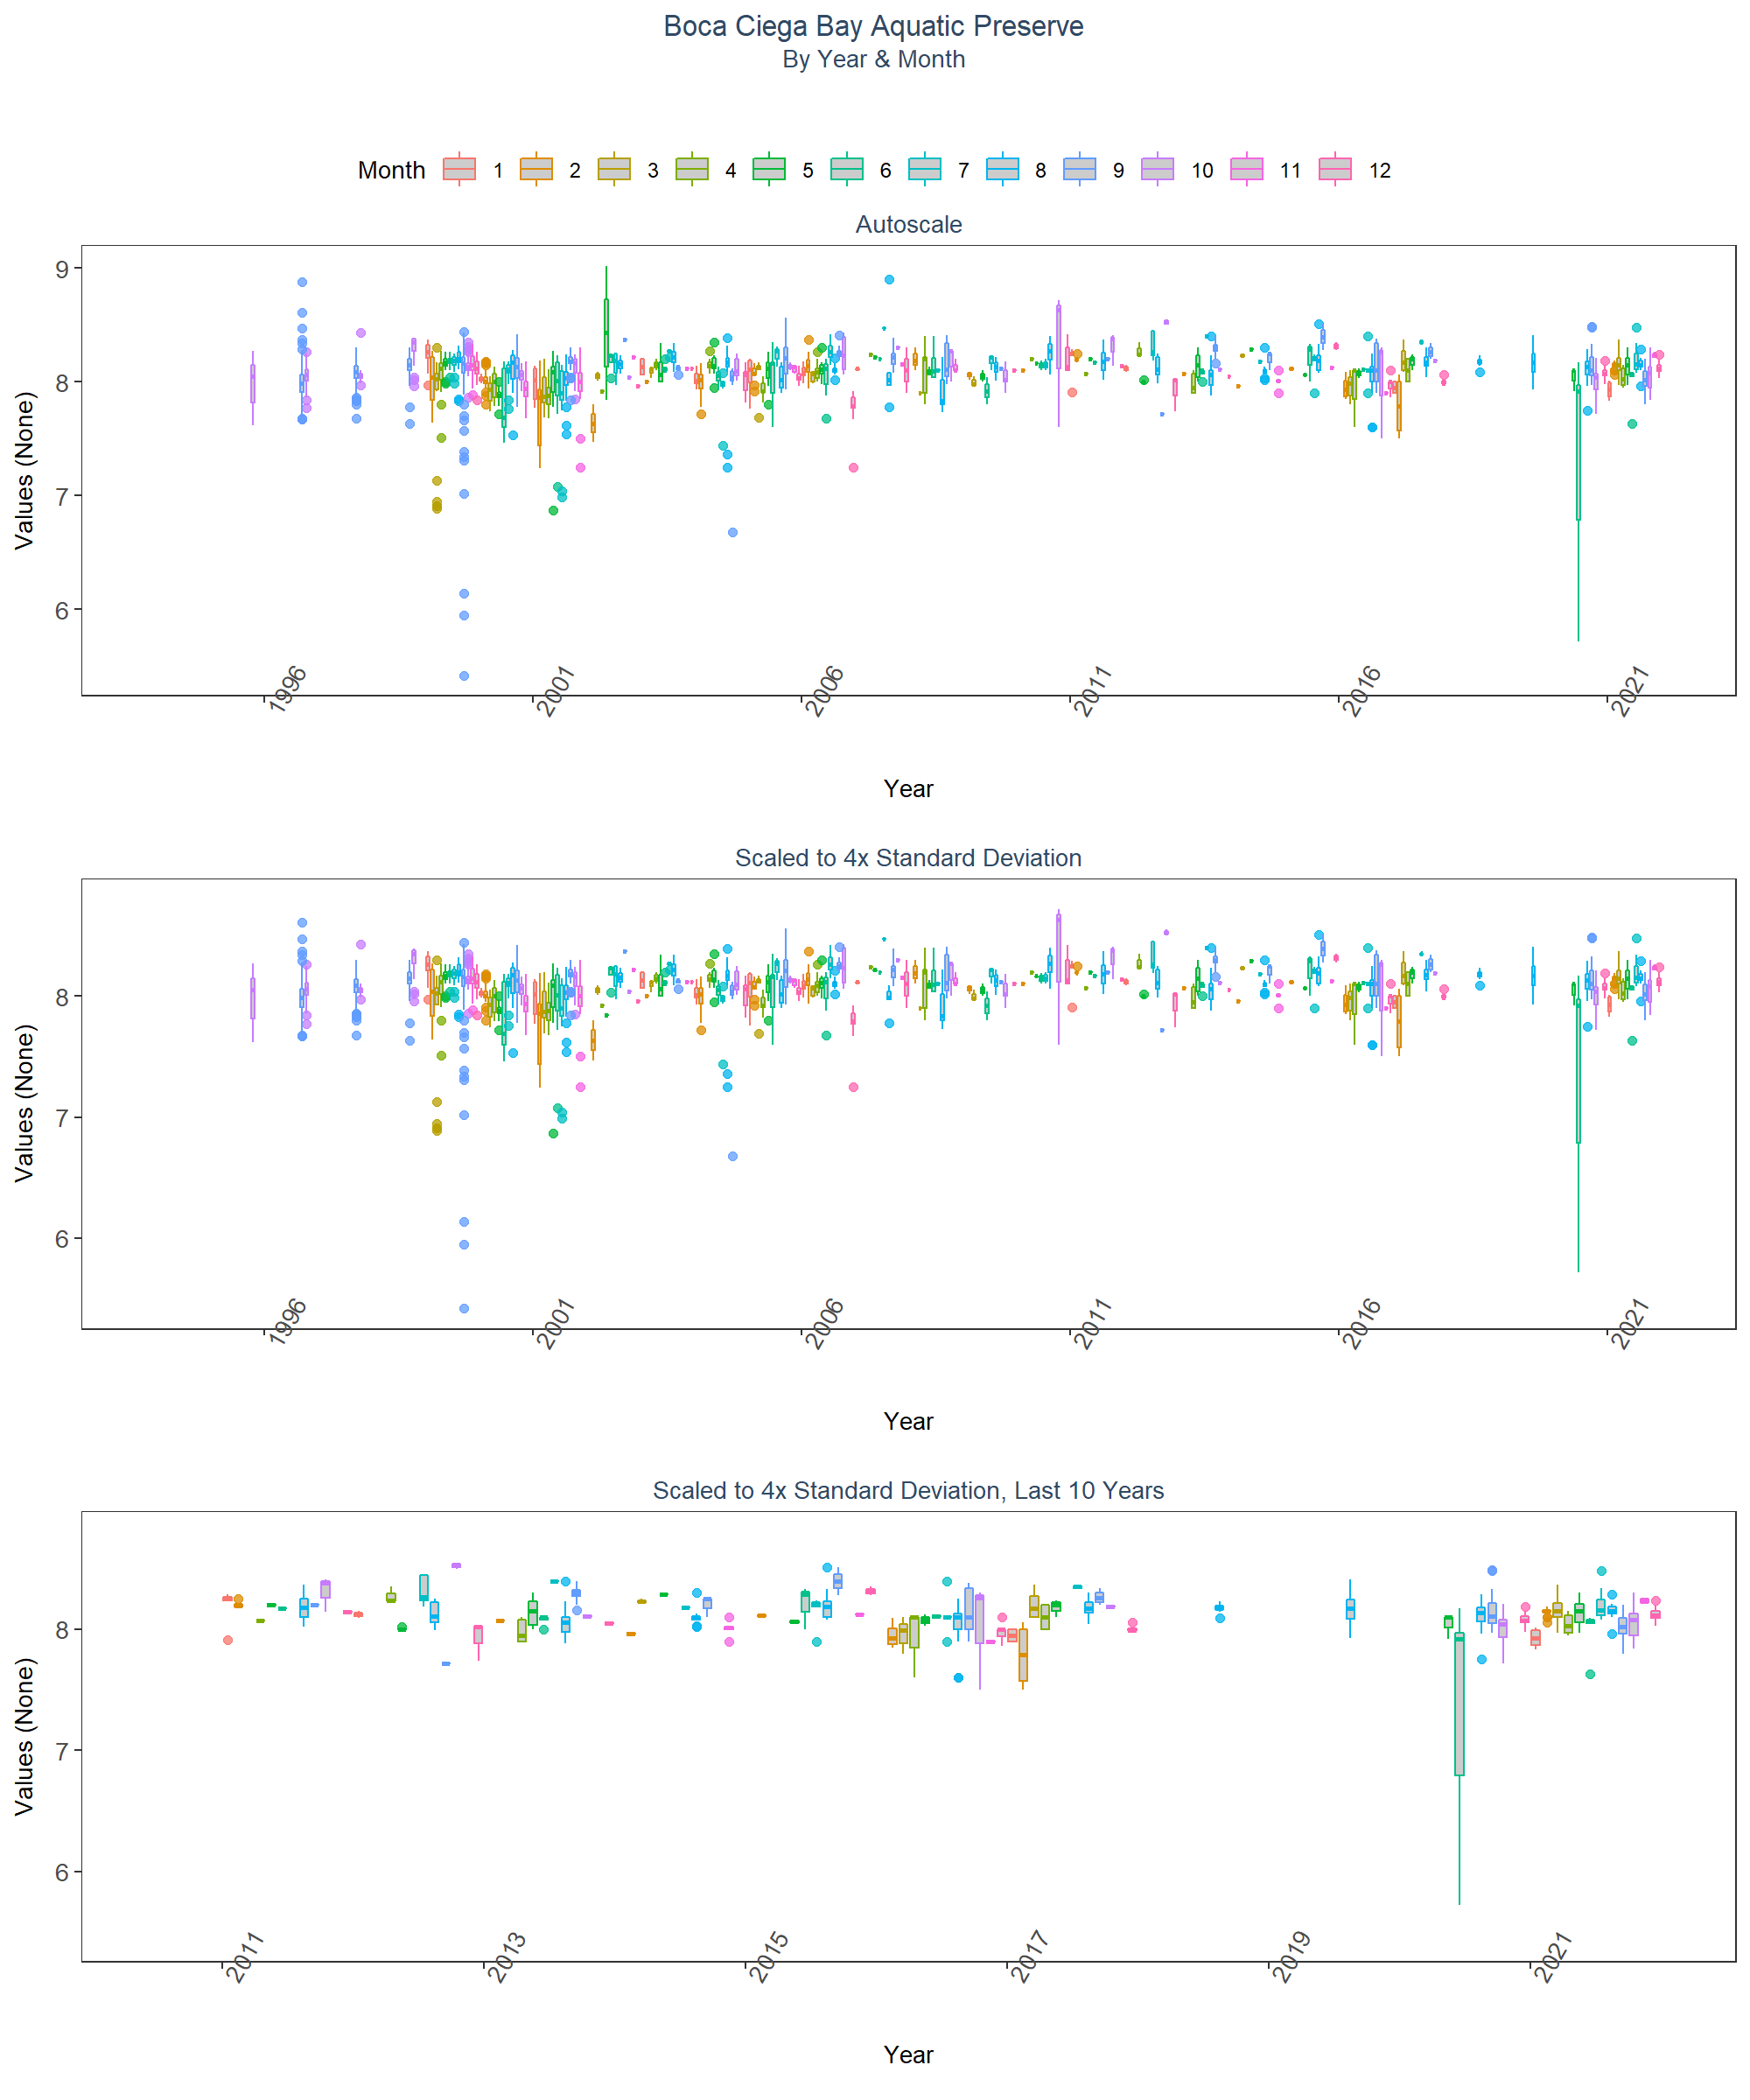 Boca Ciega Bay Aquatic Preserve
By Year & Month
Month 1 2 3 4 5 6 7 8 9 10 11 12
Autoscale
9
8
7
6
Values (None)
1996 2001 2006 2011 2016 2021
Year
Scaled to 4x Standard Deviation
8
7
6
Values (None)
1996 2001 2006 2011 2016 2021
Year
Scaled to 4x Standard Deviation, Last 10 Years
8
7
6
Values (None)
2011 2013 2015 2017 2019 2021
Year